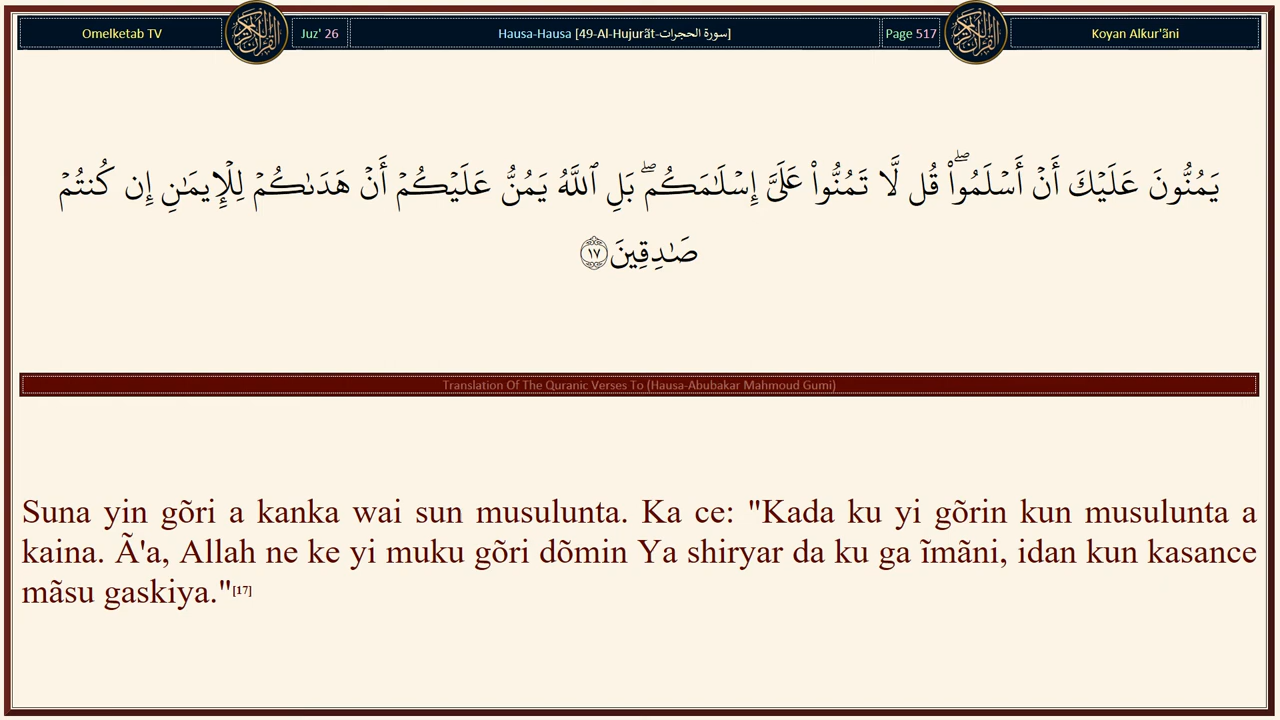 Omelketab TV
Juz' 26
Hausa-Hausa [49-Al-Hujurãt-سورة الحجرات]
Page 517
Koyan Alƙur'ãni
يَمُنُّونَ عَلَيۡكَ أَنۡ أَسۡلَمُواْۖ قُل لَّا تَمُنُّواْ عَلَيَّ إِسۡلَٰمَكُمۖ بَلِ ٱللَّهُ يَمُنُّ عَلَيۡكُمۡ أَنۡ هَدَىٰكُمۡ لِلۡإِيمَٰنِ إِن كُنتُمۡ
صَٰدِقِينَ ١٧
Translation Of The Quranic Verses To (Hausa-Abubakar Mahmoud Gumi)
Suna yin gõri a kanka wai sun musulunta. Ka ce: "Kada ku yi gõrin kun musulunta a
kaina. Ã'a, Allah ne ke yi muku gõri dõmin Ya shiryar da ku ga ĩmãni, idan kun kasance
mãsu gaskiya."[17]